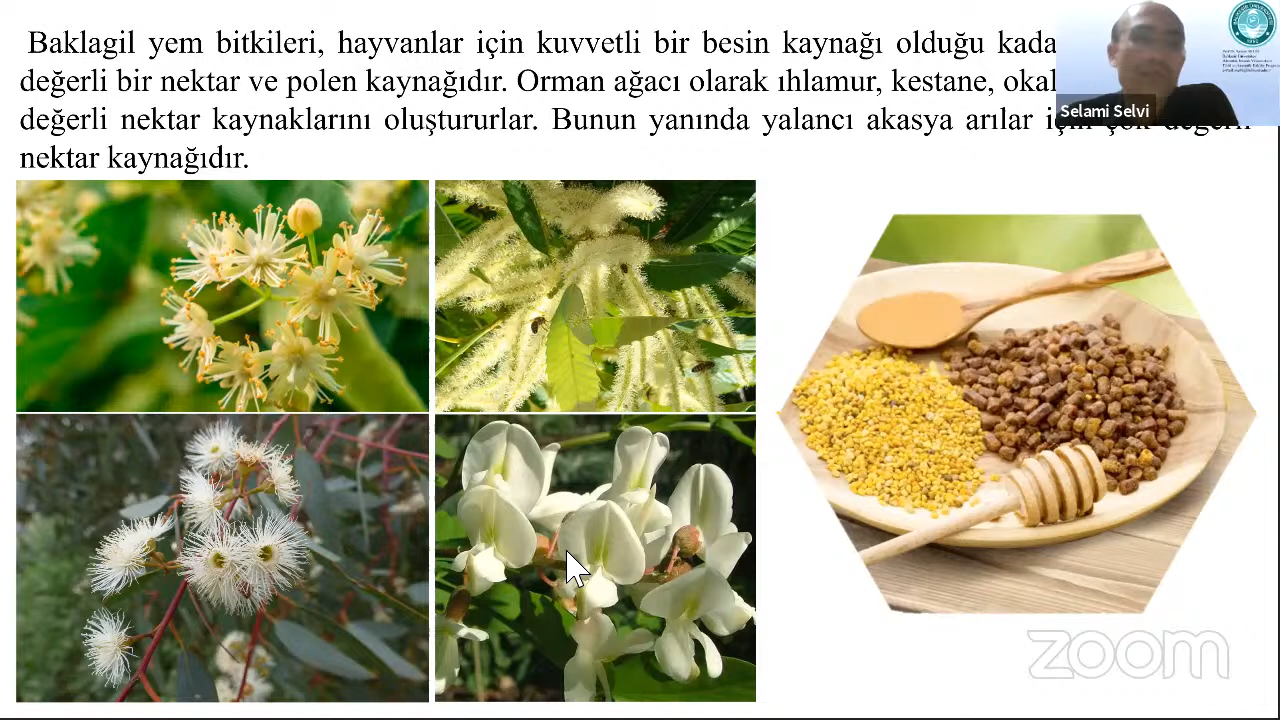 Baklagil yem bitkileri, hayvanlar için kuvvetli bir besin kaynağı olduğu kada
değerli bir nektar ve polen kaynağıdır. Orman ağacı olarak ıhlamur, kestane, okal
değerli nektar kaynaklarını oluştururlar. Bunun yanında yalancı akasya arılar için çok değerli
nektar kaynağıdır.
Selami Selvi
zoom